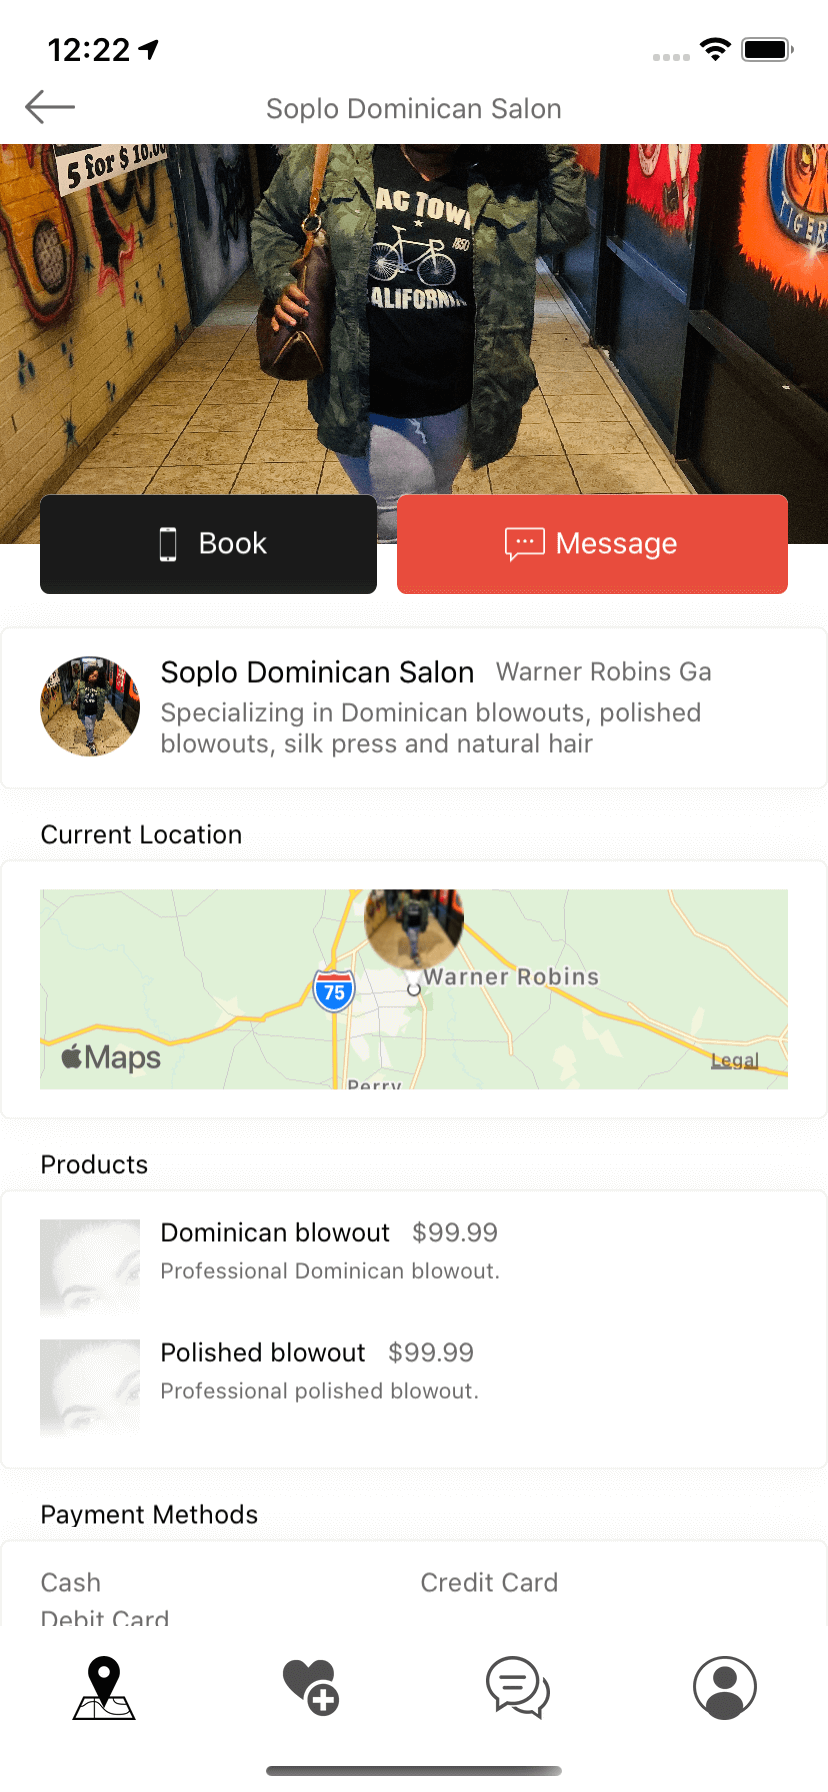 12:22
Soplo Dominican Salon
5 for $ 10.00
AC TOWN
1850
CALIFORNIA
TIGER
Book
Message
Soplo Dominican Salon Warner Robins Ga
Specializing in Dominican blowouts, polished
blowouts, silk press and natural hair
Current Location
75
Warner Robins
Maps
Legal
Perry
Products
Dominican blowout $99.99
Professional Dominican blowout.
Polished blowout $99.99
Professional polished blowout.
Payment Methods
Cash Credit Card
Debit Card